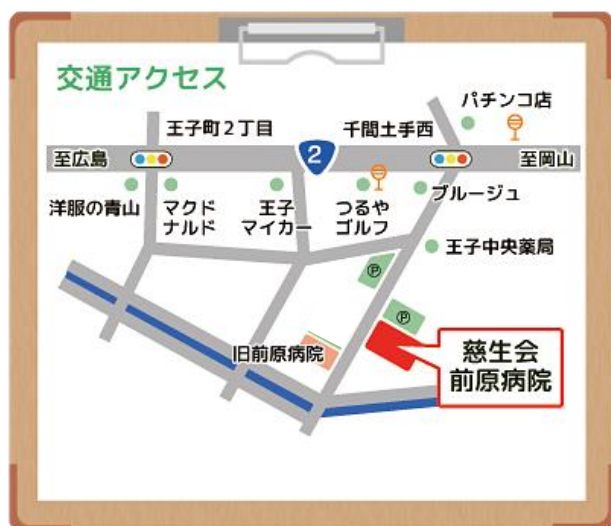 交通アクセス
パチンコ店
王子町2丁目
千間土手西
至広島
2
至岡山
洋服の青山
マクド
ナルド
王子
マイカー
つるや
ゴルフ
ブルージュ
王子中央薬局
P
P
旧前原病院
慈生会
前原病院